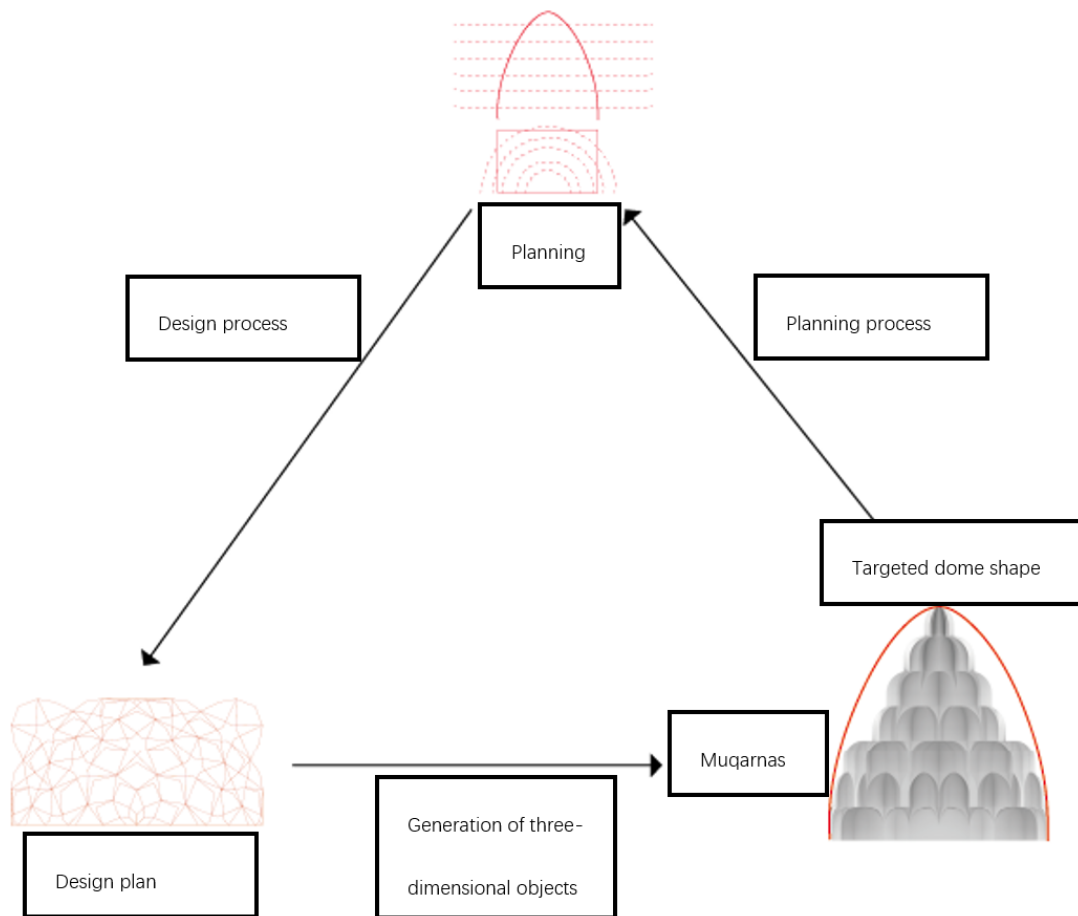 Planning
Design process
Planning process
Targeted dome shape
Muqarnas
Generation of three-
dimensional objects
Design plan